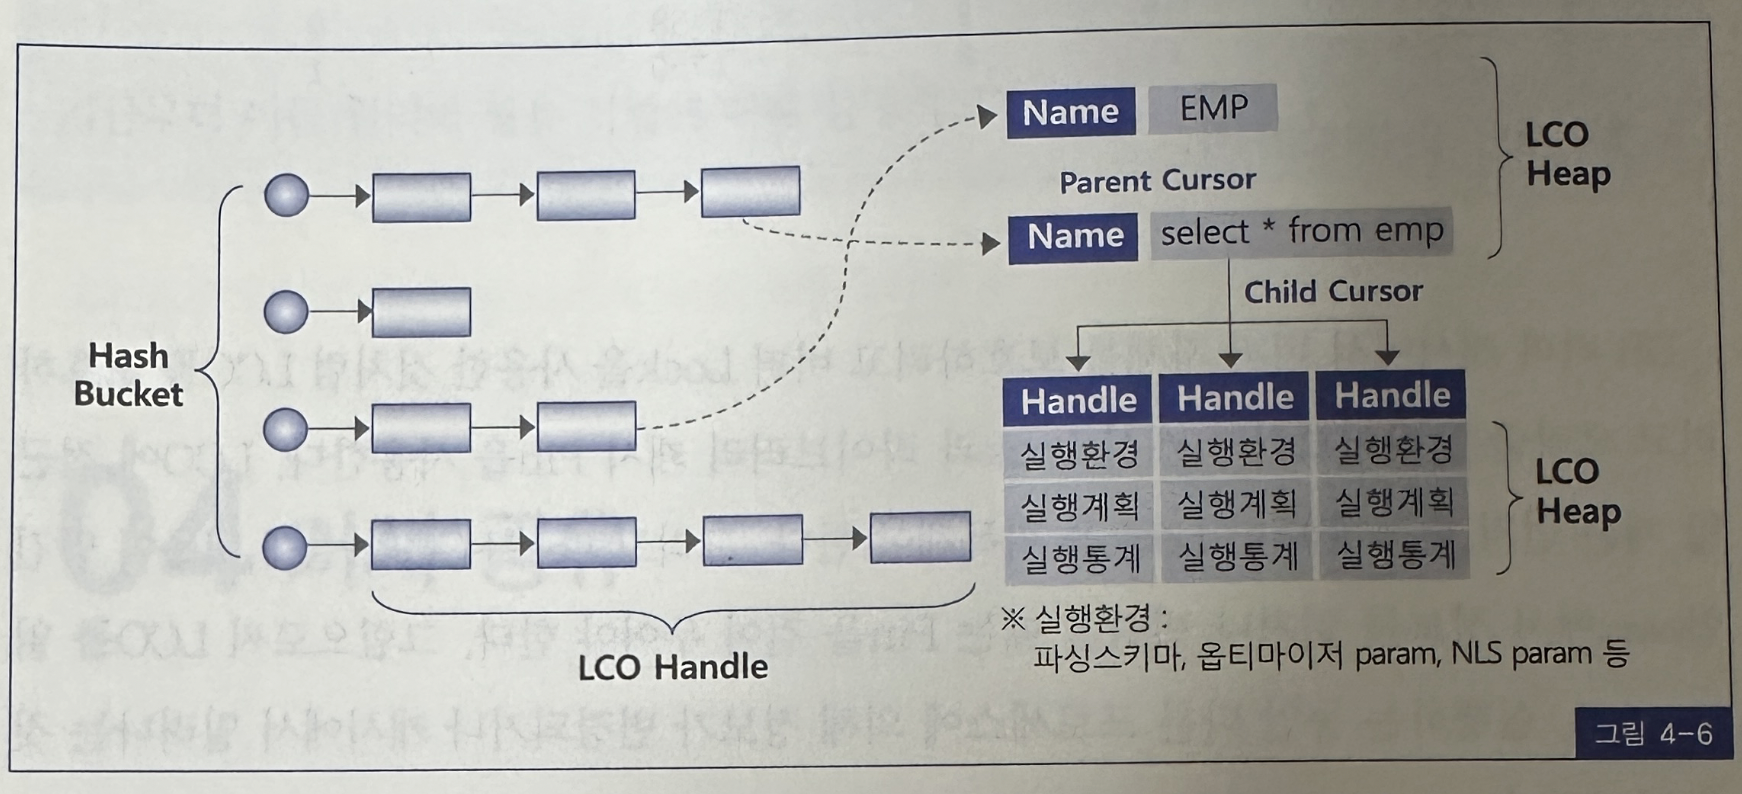 Hash
Bucket
LCO Handle
Name EMP
Parent Cursor
Name select * from emp
LCO
Heap
Child Cursor
Handle Handle Handle
실행환경 실행환경 실행환경
실행계획 실행계획 실행계획
실행통계 실행통계 실행통계
LCO
Heap
※ 실행환경 :
파싱스키마, 옵티마이저 param, NLS param 등
그림 4-6